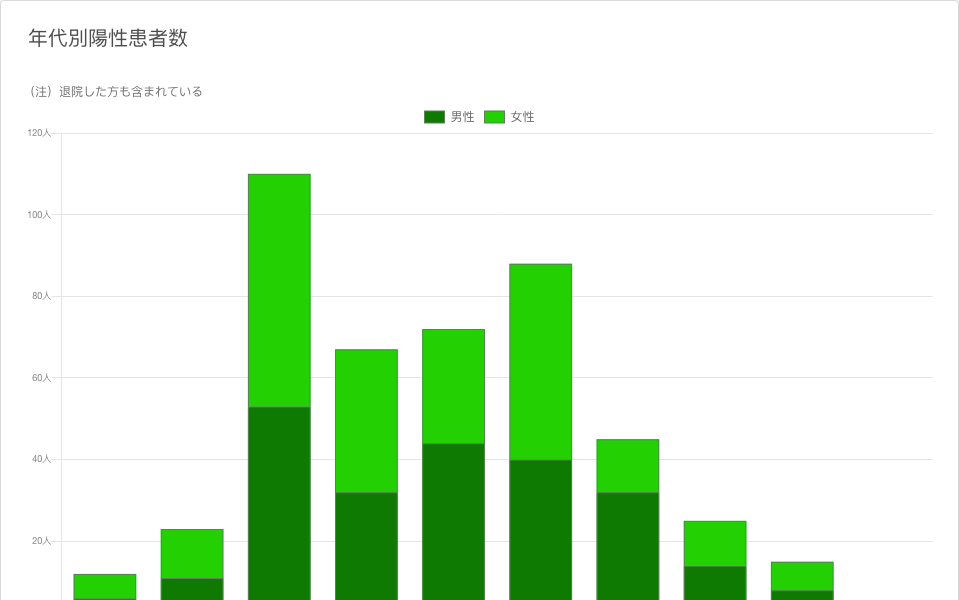 年代別陽性患者数
（注）退院した方も含まれている
男性 女性
120人
100人
80人
60人
40人
20人